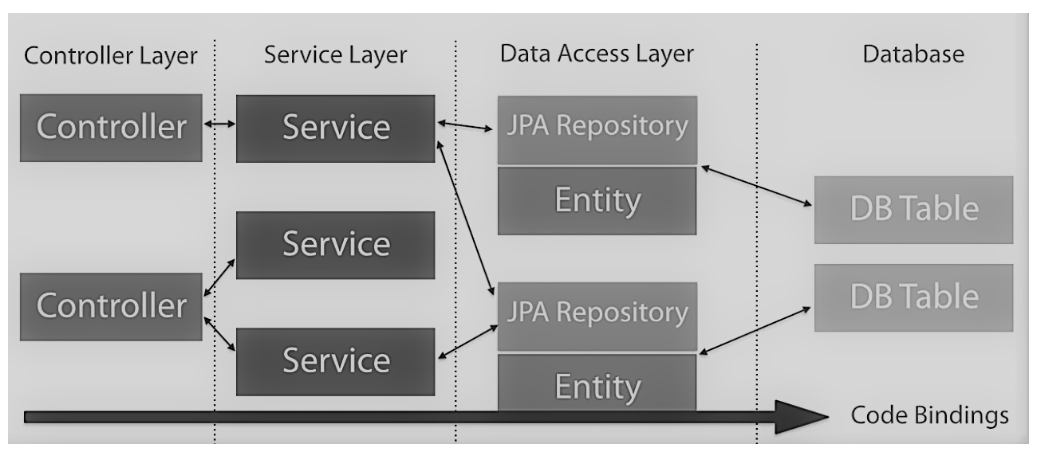 Controller Layer
Service Layer
Data Access Layer
Database
Controller
Service
JPA Repository
Entity
DB Table
Service
Controller
DB Table
JPA Repository
Service
Entity
Code Bindings